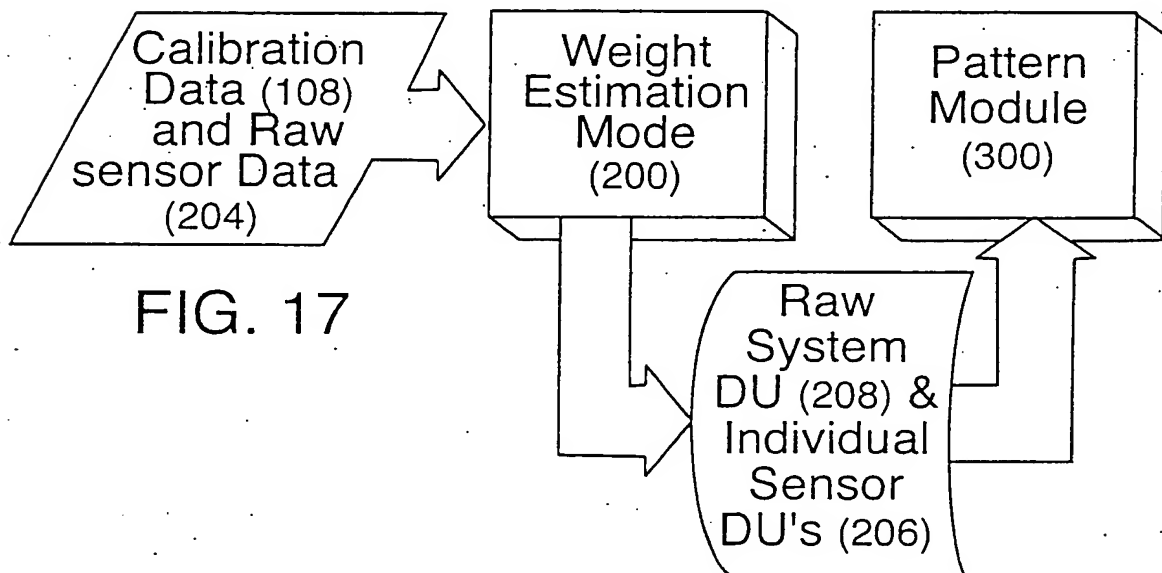 Calibration
Data (108)
and Raw
sensor Data
(204)
Weight
Estimation
Mode
(200)
Pattern
Module
(300)
FIG. 17
Raw
System
DU (208) &
Individual
Sensor
DU's (206)